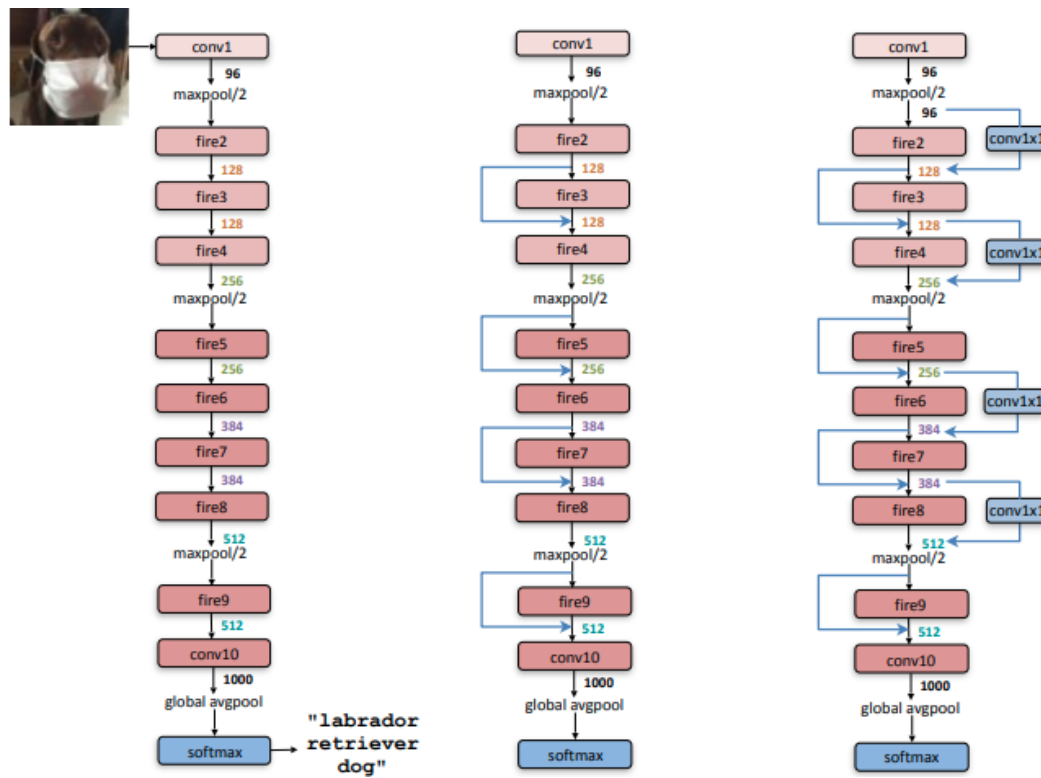 conv1
96
maxpool/2
fire2
128
fire3
128
fire4
256
maxpool/2
fire5
256
fire6
384
fire7
384
fire8
512
maxpool/2
fire9
512
conv10
1000
global avgpool
softmax
"labrador
retriever
dog"
conv1
96
maxpool/2
fire2
128
fire3
128
fire4
256
maxpool/2
fire5
256
fire6
384
fire7
384
fire8
512
maxpool/2
fire9
512
conv10
1000
global avgpool
softmax
conv1
96
maxpool/2
96
conv1x1
fire2
128
fire3
128
fire4
conv1x1
256
maxpool/2
fire5
256
fire6
conv1x1
384
fire7
384
fire8
conv1x1
512
maxpool/2
fire9
512
conv10
1000
global avgpool
softmax